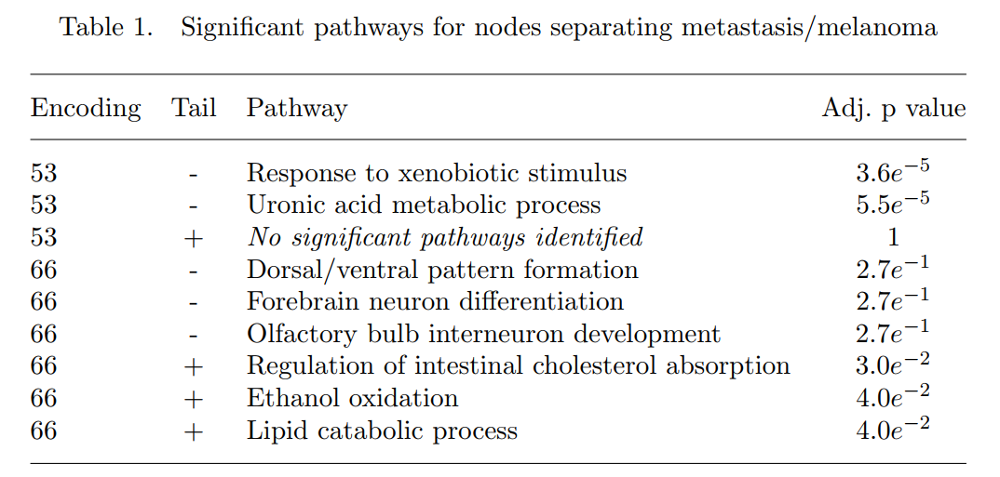 Table 1. Significant pathways for nodes separating metastasis/melanoma
Encoding Tail Pathway Adj. p value
53 - Response to xenobiotic stimulus 3.6e⁻⁵
53 - Uronic acid metabolic process 5.5e⁻⁵
53 + No significant pathways identified 1
66 - Dorsal/ventral pattern formation 2.7e⁻¹
66 - Forebrain neuron differentiation 2.7e⁻¹
66 - Olfactory bulb interneuron development 2.7e⁻¹
66 + Regulation of intestinal cholesterol absorption 3.0e⁻²
66 + Ethanol oxidation 4.0e⁻²
66 + Lipid catabolic process 4.0e⁻²